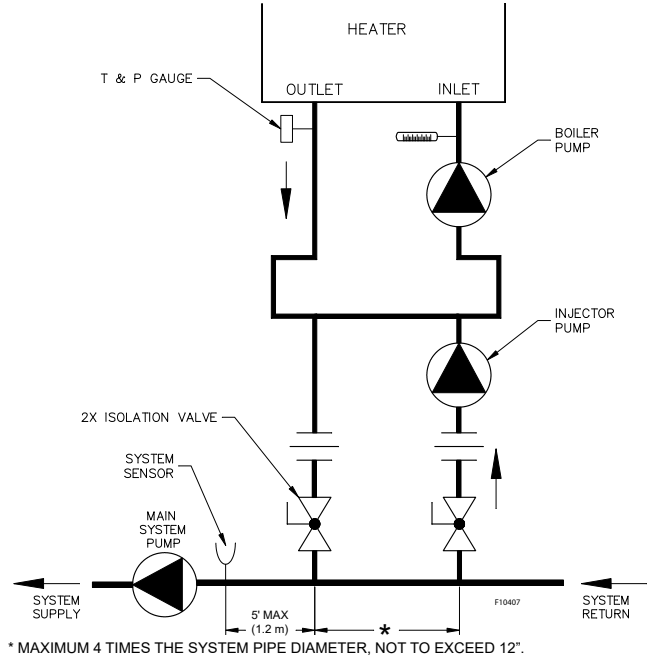 HEATER
T & P GAUGE
OUTLET
INLET
BOILER
PUMP
INJECTOR
PUMP
2X ISOLATION VALVE
SYSTEM
SENSOR
MAIN
SYSTEM
PUMP
SYSTEM
SUPPLY
5' MAX
(1.2 m)
*
F10407
SYSTEM
RETURN
* MAXIMUM 4 TIMES THE SYSTEM PIPE DIAMETER, NOT TO EXCEED 12”.